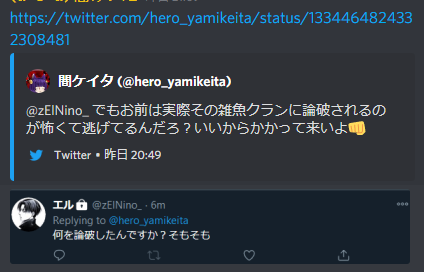 https://twitter.com/hero_yamikeita/status/133446482433
2308481
闇ケイタ (@hero_yamikeita)
@zElNino_ でもお前は実際その雑魚クランに論破されるの
が怖くて逃げてるんだろ？いいからかかって来いよ👊
Twitter • 昨日 20:49
エル🔒 @zElNino_ · 6m
Replying to @hero_yamikeita
何を論破したんですか？そもそも